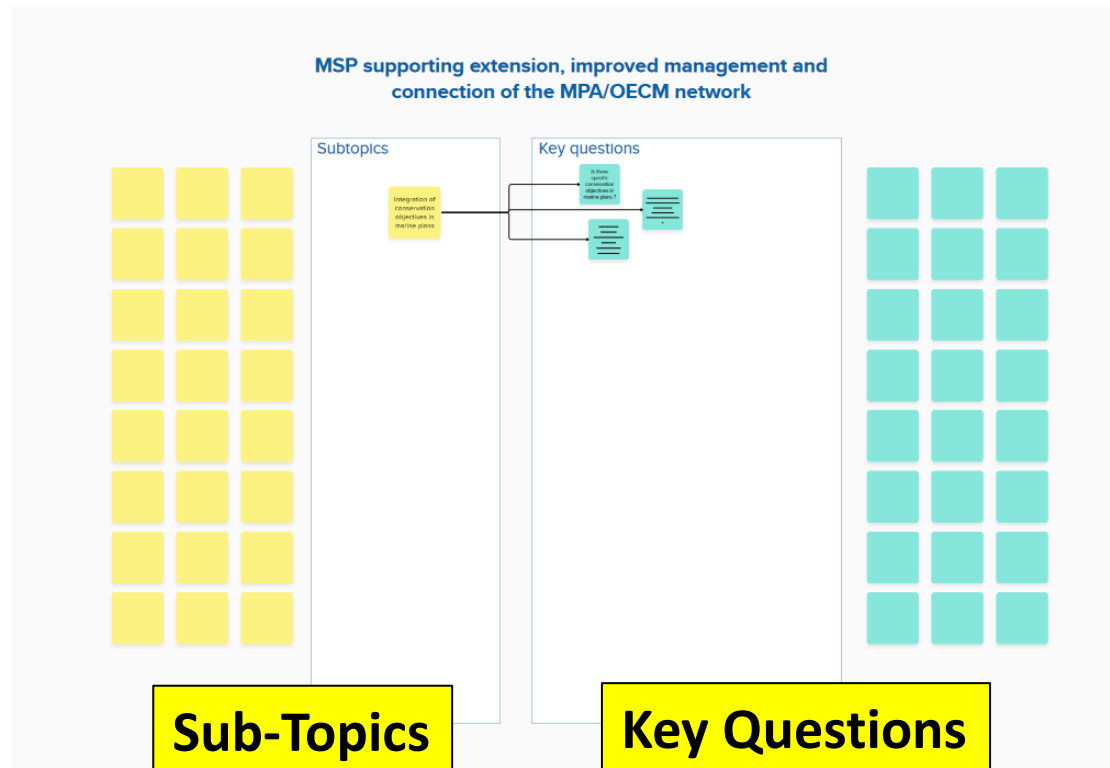 MSP supporting extension, improved management and
connection of the MPA/OECM network
Subtopics
Key questions
Integration of
conservation
objectives in
marine plans
Is there
specific
conservation
objectives in
marine plans ?
Sub-Topics
Key Questions